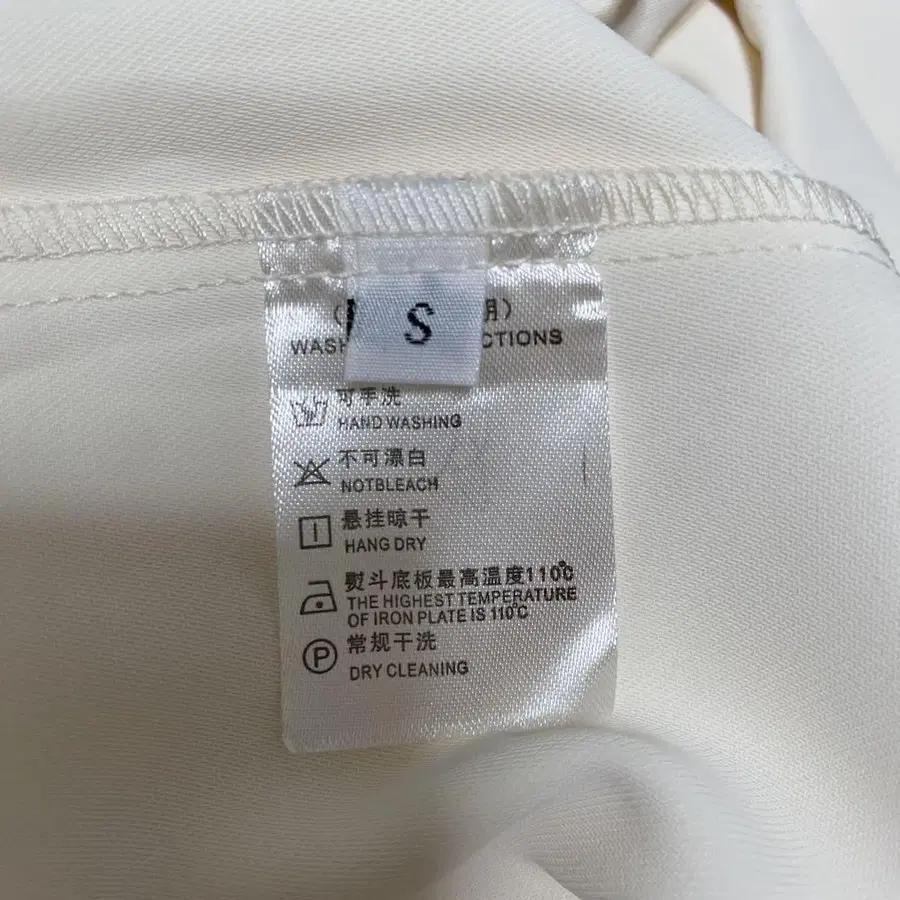 S
HAND WASHING
可手洗
不可漂白
NOTBLEACH
悬挂晾干
HANG DRY
熨斗底板最高温度110℃
THE HIGHEST TEMPERATURE
OF IRON PLATE IS 110℃
P
常规干洗
DRY CLEANING